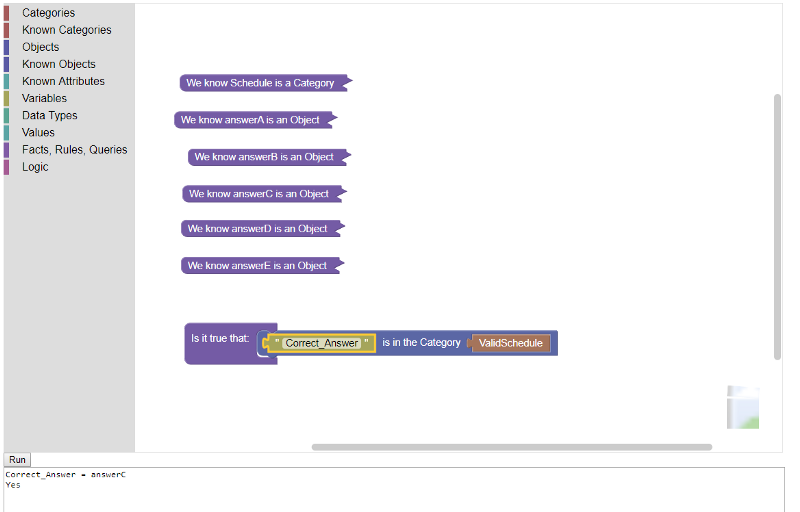 Categories
Known Categories
Objects
Known Objects
Known Attributes
Variables
Data Types
Values
Facts, Rules, Queries
Logic
We know Schedule is a Category
We know answerA is an Object
We know answerB is an Object
We know answerC is an Object
We know answerD is an Object
We know answerE is an Object
Is it true that: " Correct_Answer " is in the Category ValidSchedule
Run
Correct_Answer = answerC
Yes